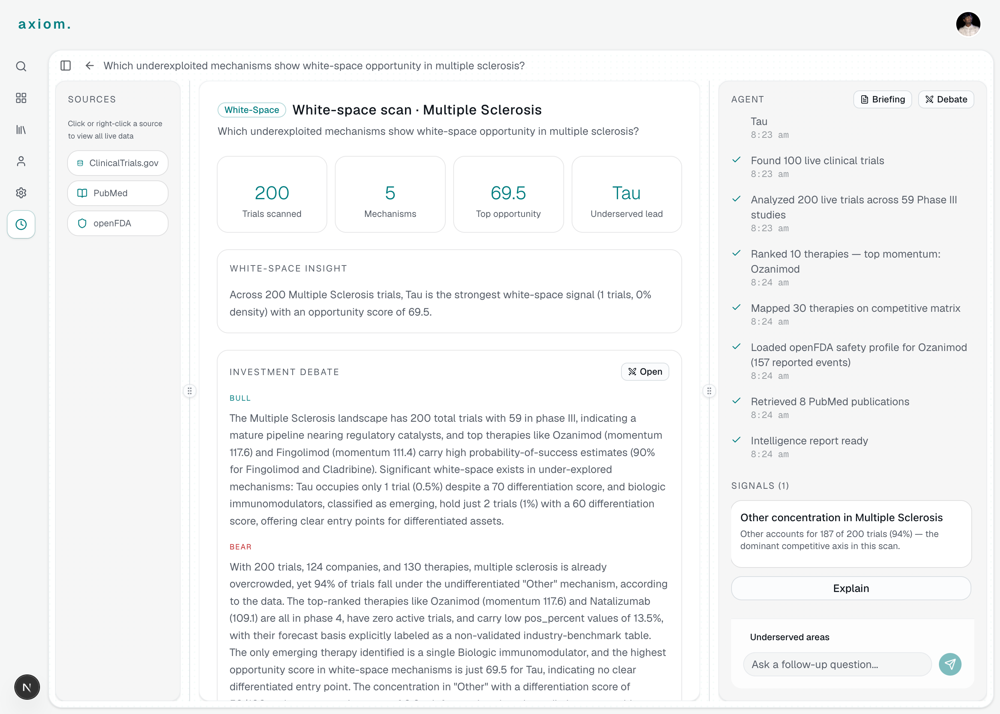 axiom.
Which underexploited mechanisms show white-space opportunity in multiple sclerosis?
SOURCES
Click or right-click a source
to view all live data
ClinicalTrials.gov
PubMed
openFDA
White-Space
White-space scan · Multiple Sclerosis
Which underexploited mechanisms show white-space opportunity in multiple sclerosis?
200
Trials scanned
5
Mechanisms
69.5
Top opportunity
Tau
Underserved lead
WHITE-SPACE INSIGHT
Across 200 Multiple Sclerosis trials, Tau is the strongest white-space signal (1 trials, 0%
density) with an opportunity score of 69.5.
INVESTMENT DEBATE
Open
BULL
The Multiple Sclerosis landscape has 200 total trials with 59 in phase III, indicating a
mature pipeline nearing regulatory catalysts, and top therapies like Ozanimod (momentum
117.6) and Fingolimod (momentum 111.4) carry high probability-of-success estimates (90%
for Fingolimod and Cladribine). Significant white-space exists in under-explored
mechanisms: Tau occupies only 1 trial (0.5%) despite a 70 differentiation score, and biologic
immunomodulators, classified as emerging, hold just 2 trials (1%) with a 60 differentiation
score, offering clear entry points for differentiated assets.
BEAR
With 200 trials, 124 companies, and 130 therapies, multiple sclerosis is already
overcrowded, yet 94% of trials fall under the undifferentiated "Other" mechanism, according
to the data. The top-ranked therapies like Ozanimod (momentum 117.6) and Natalizumab
(109.1) are all in phase 4, have zero active trials, and carry low pos_percent values of 13.5%,
with their forecast basis explicitly labeled as a non-validated industry-benchmark table.
The only emerging therapy identified is a single Biologic immunomodulator, and the highest
opportunity score in white-space mechanisms is just 69.5 for Tau, indicating no clear
differentiated entry point. The concentration in "Other" with a differentiation score of
AGENT
Briefing
Debate
Tau
8:23 am
Found 100 live clinical trials
8:23 am
Analyzed 200 live trials across 59 Phase III
studies
8:23 am
Ranked 10 therapies — top momentum:
Ozanimod
8:24 am
Mapped 30 therapies on competitive matrix
8:24 am
Loaded openFDA safety profile for Ozanimod
(157 reported events)
8:24 am
Retrieved 8 PubMed publications
8:24 am
Intelligence report ready
8:24 am
SIGNALS (1)
Other concentration in Multiple Sclerosis
Other accounts for 187 of 200 trials (94%) — the
dominant competitive axis in this scan.
Explain
Underserved areas
Ask a follow-up question...
N